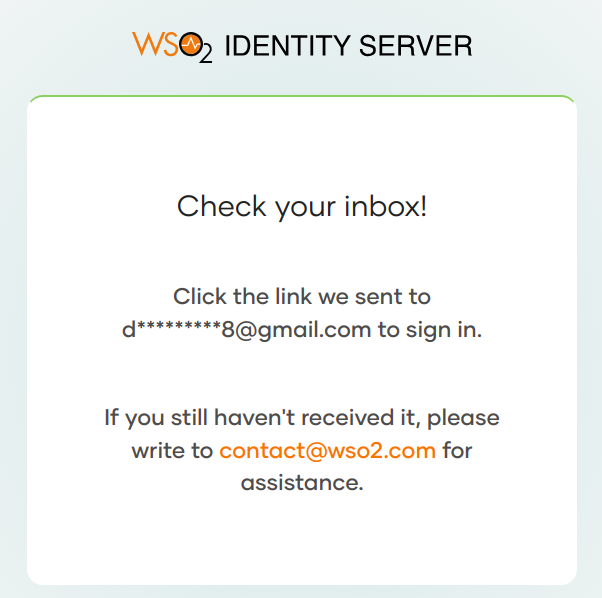 WSO2 IDENTITY SERVER
Check your inbox!
Click the link we sent to
d*********8@gmail.com to sign in.
If you still haven't received it, please
write to contact@wso2.com for
assistance.